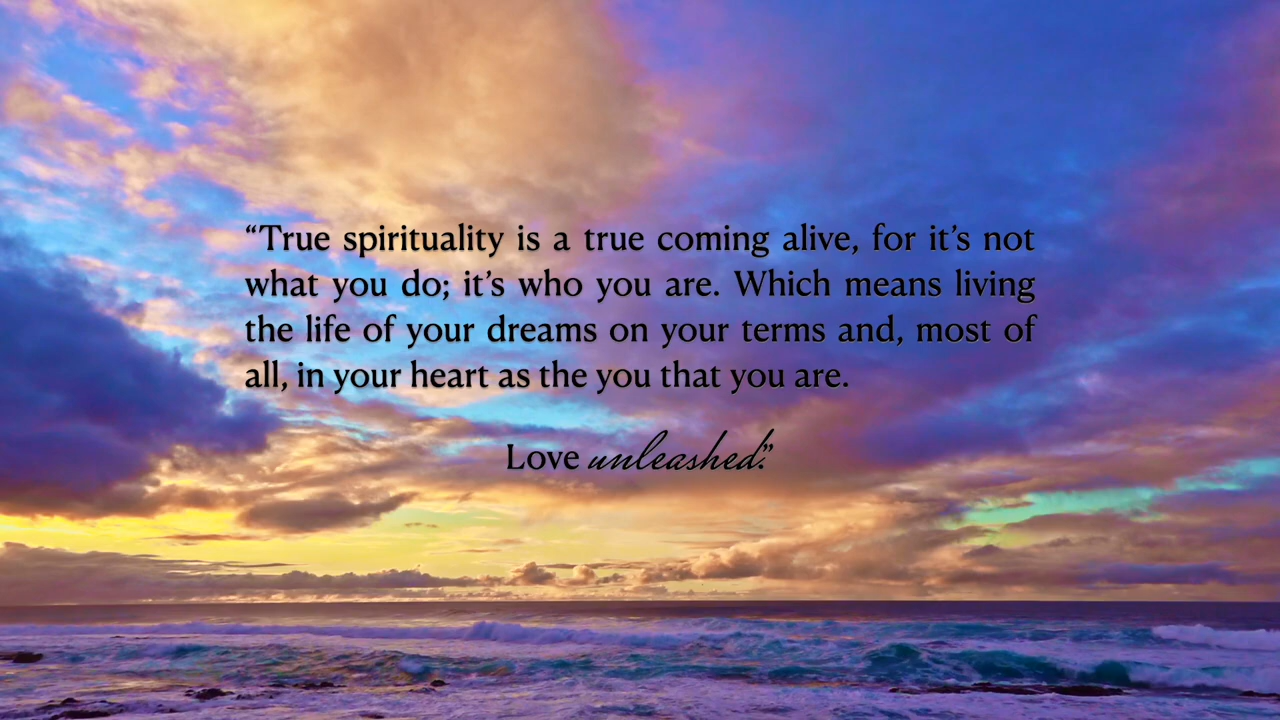 “True spirituality is a true coming alive, for it’s not
what you do; it’s who you are. Which means living
the life of your dreams on your terms and, most of
all, in your heart as the you that you are.
Love unleashed.”